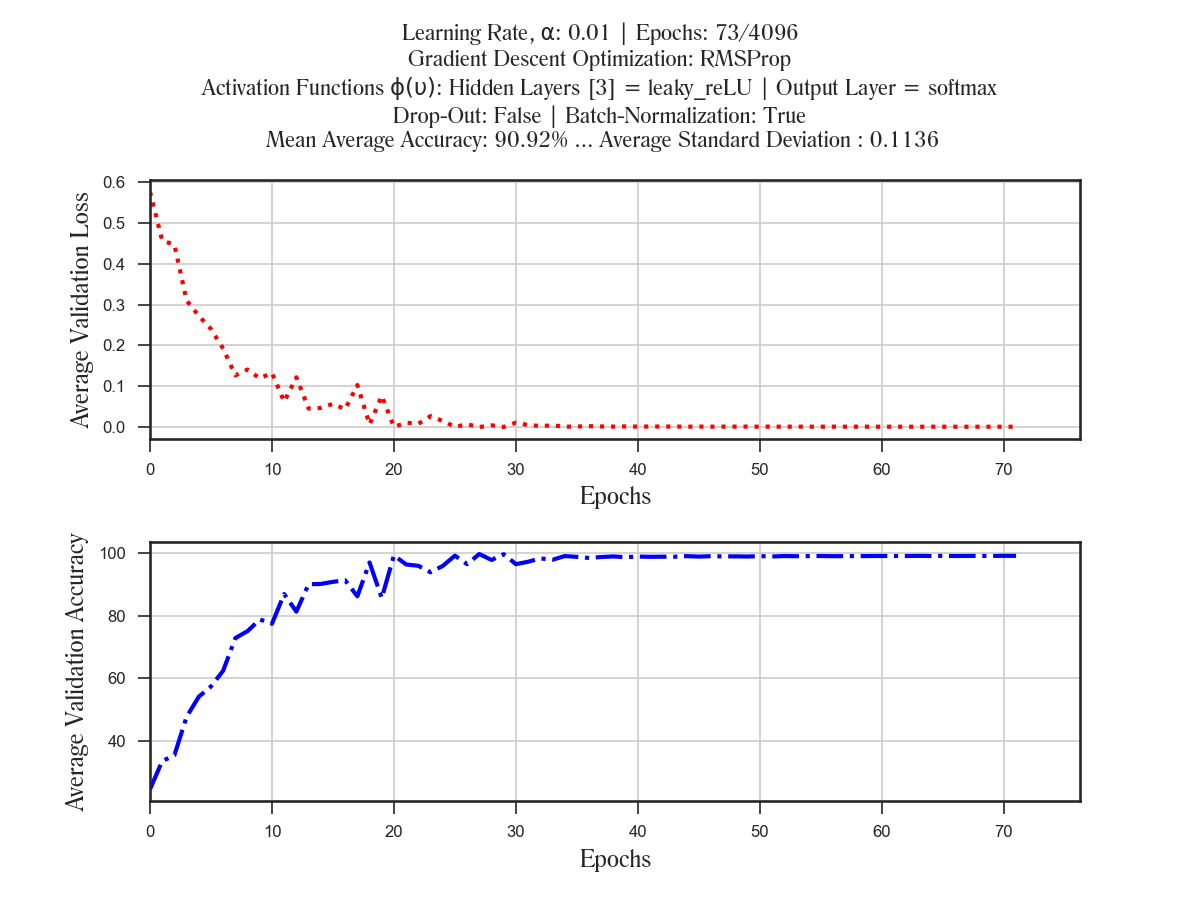 Learning Rate, α: 0.01 | Epochs: 73/4096
Gradient Descent Optimization: RMSProp
Activation Functions ϕ(υ): Hidden Layers [3] = leaky_reLU | Output Layer = softmax
Drop-Out: False | Batch-Normalization: True
Mean Average Accuracy: 90.92% ... Average Standard Deviation : 0.1136
Average Validation Loss
0.6
0.5
0.4
0.3
0.2
0.1
0.0
0 10 20 30 40 50 60 70
Epochs
Average Validation Accuracy
100
80
60
40
0 10 20 30 40 50 60 70
Epochs